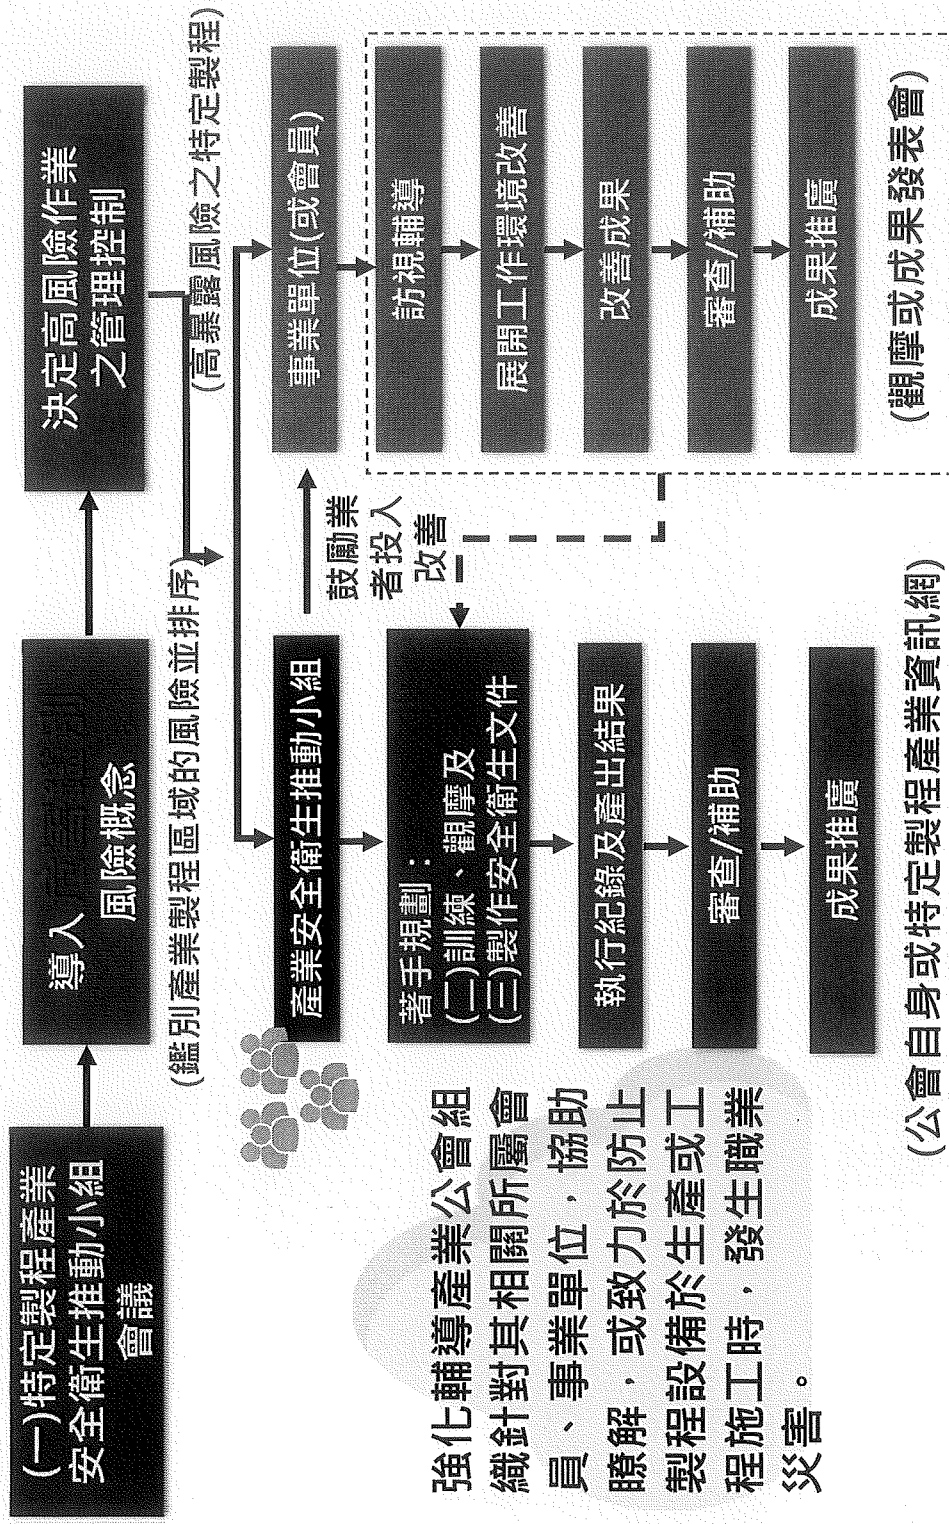 (一)特定製程產業
安全衛生推動小組
會議
導入
風險概念
決定高風險作業
之管理控制
(鑑別產業製程區域的風險並排序)
(高暴露風險之特定製程)
產業安全衛生推動小組
鼓勵業
者投入
改善
事業單位(或會員)
著手規劃：
(二)訓練、觀摩及
(三)製作安全衛生文件
執行紀錄及產出結果
審查/補助
成果推廣
(公會自身或特定製程產業資訊網)
訪視輔導
展開工作環境改善
改善成果
審查/補助
成果推廣
(觀摩或成果發表會)
強化輔導產業公會組
織針對其相關所屬會
員、事業單位，協助
瞭解，或致力於防止
製程設備於生產或工
程施工時，發生職業
災害。